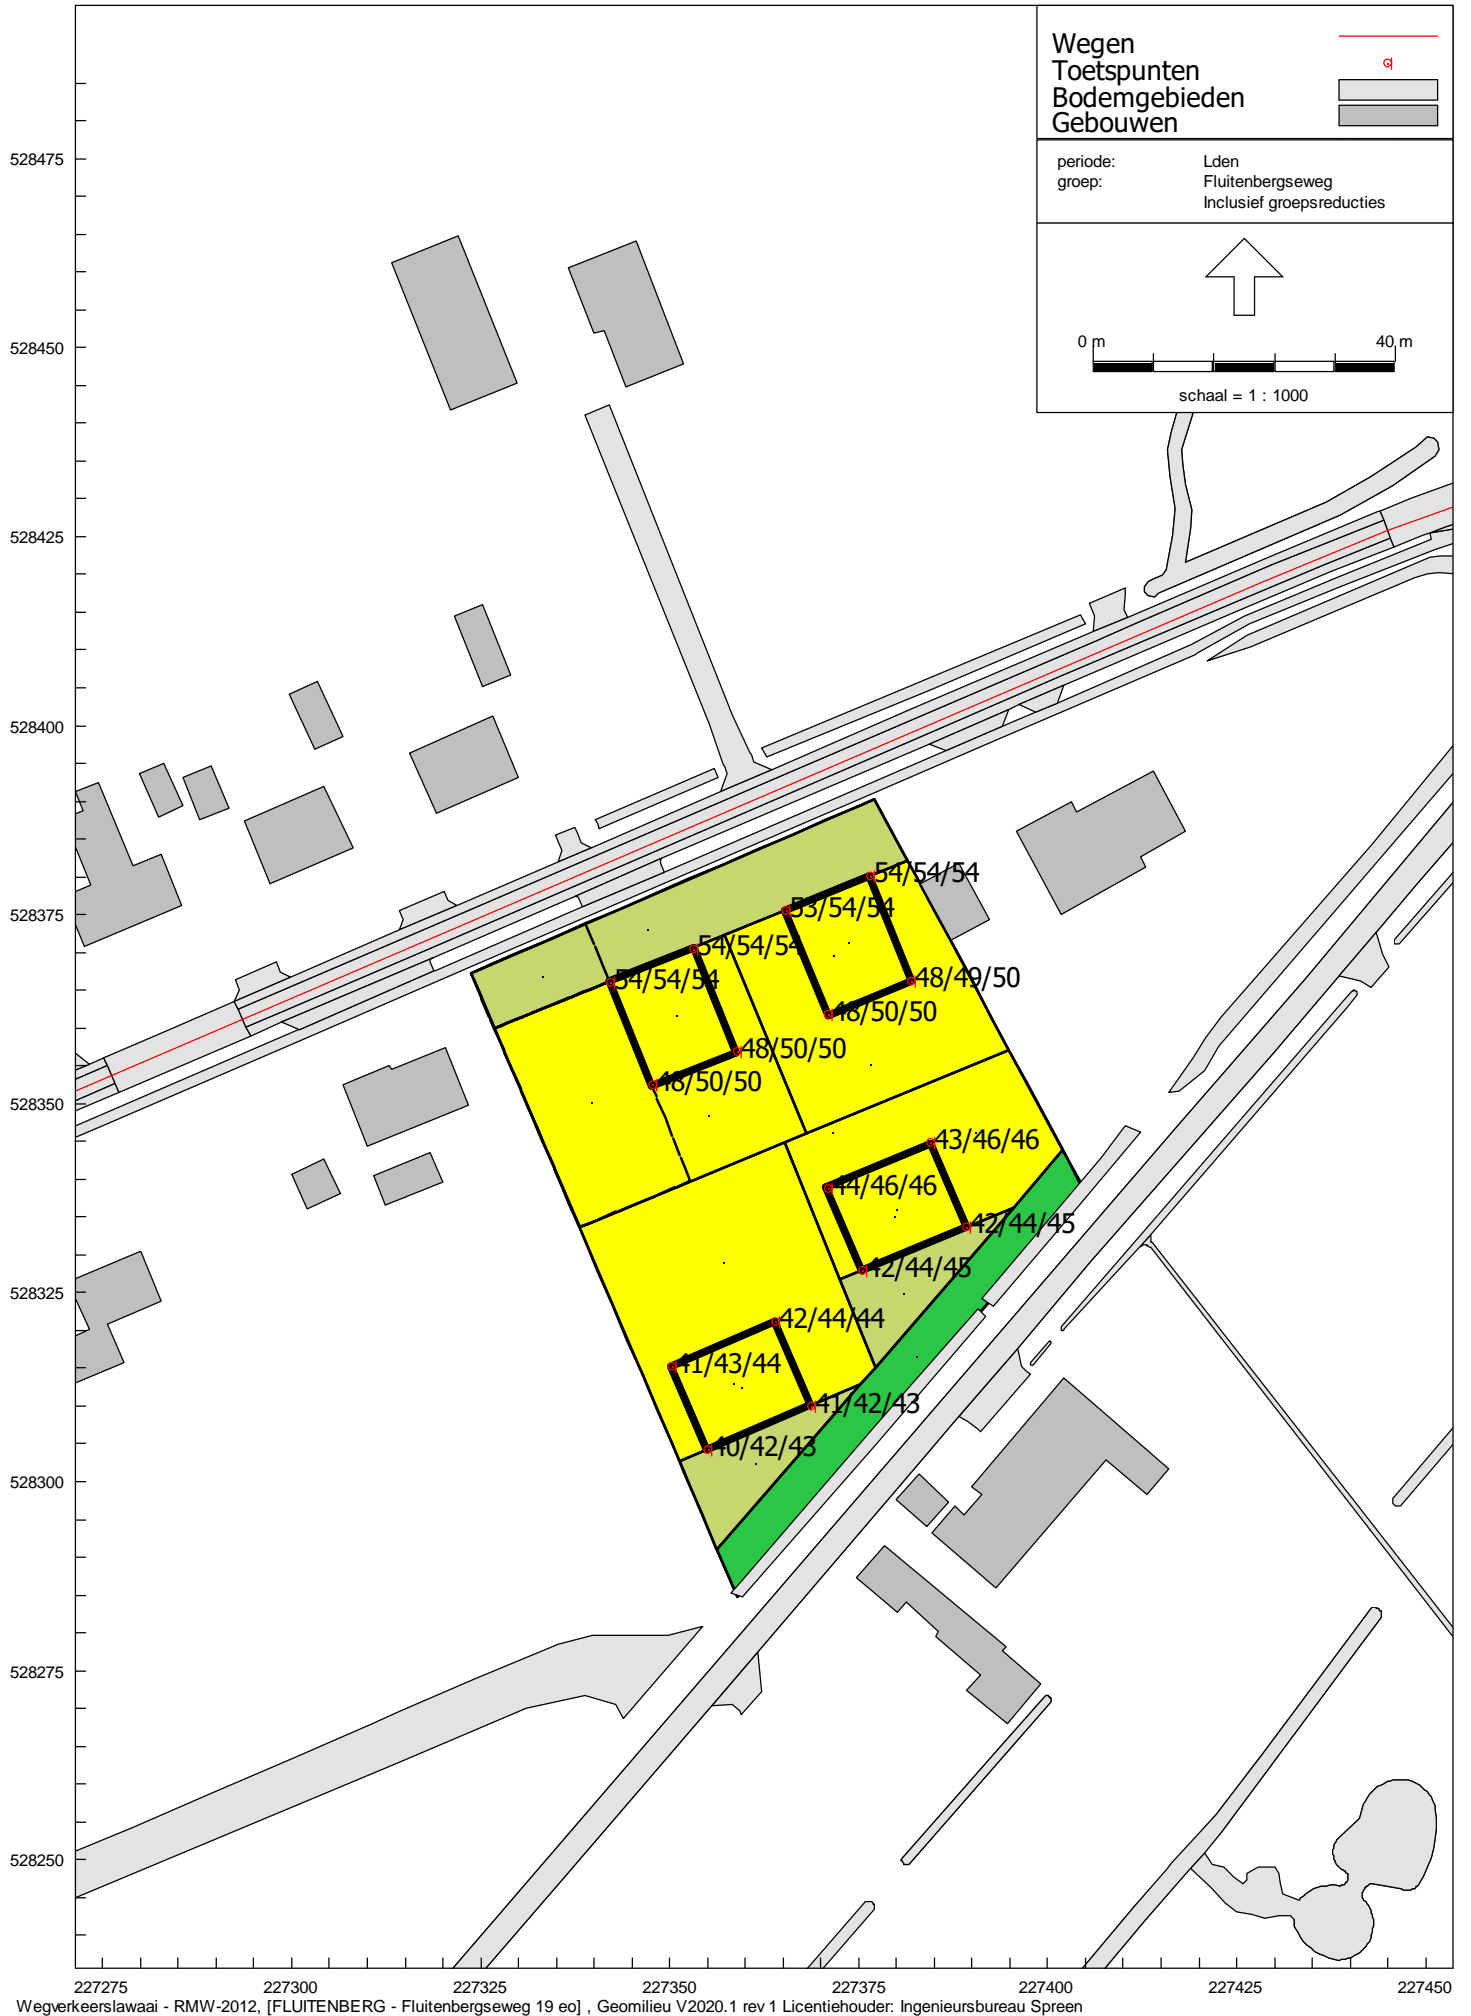 Wegen
Toetspunten
Bodemgebieden
Gebouwen
periode: Lden
groep: Fluitenbergseweg
Inclusief groepsreducties
0 m 40 m
schaal = 1 : 1000
528475
528450
528425
528400
528375
528350
528325
528300
528275
528250
54/54/54
53/54/54
54/54/54
54/54/54
48/49/50
48/50/50
48/50/50
48/50/50
43/46/46
44/46/46
42/44/45
42/44/45
42/44/44
41/43/44
41/42/43
40/42/43
227275 227300 227325 227350 227375 227400 227425 227450
Wegverkeerslawaai - RMW-2012, [FLUITENBERG - Fluitenbergseweg 19 eo] , Geomilieu V2020.1 rev 1 Licentiehouder: Ingenieursbureau Spreen